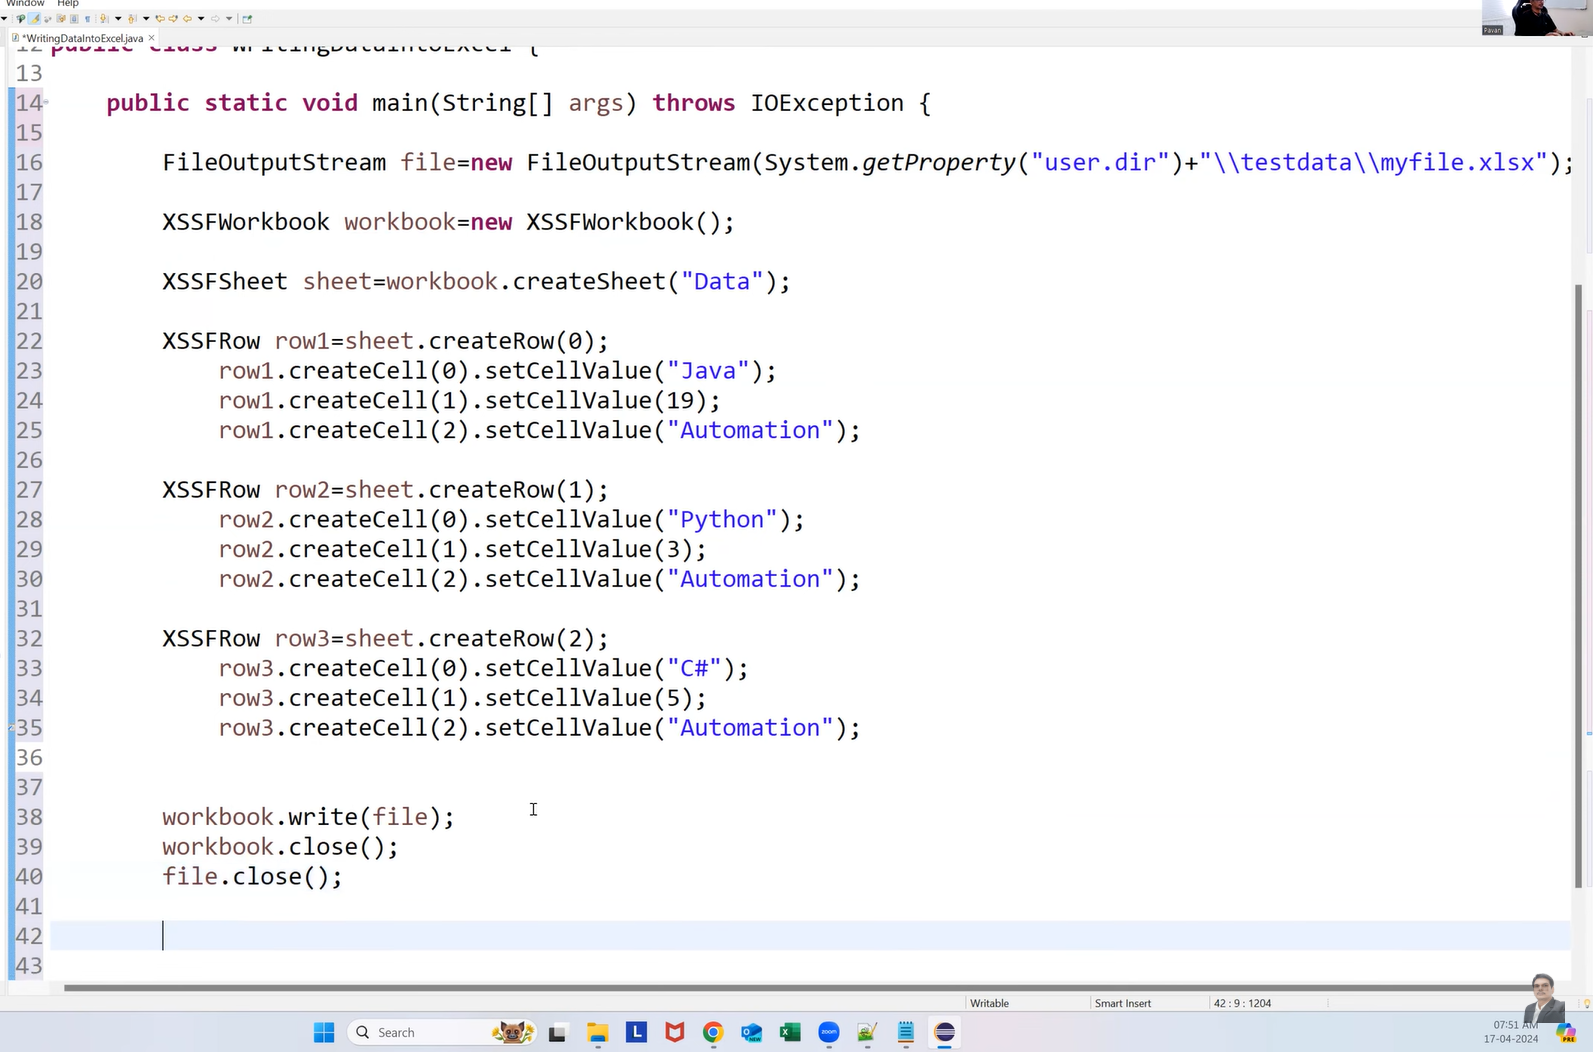 Window Help
*WritingDataIntoExcel.java
Pavan
12 public class WritingDataIntoExcel {
13
14 public static void main(String[] args) throws IOException {
15
16 FileOutputStream file=new FileOutputStream(System.getProperty("user.dir")+"\\testdata\\myfile.xlsx");
17
18 XSSFWorkbook workbook=new XSSFWorkbook();
19
20 XSSFSheet sheet=workbook.createSheet("Data");
21
22 XSSFRow row1=sheet.createRow(0);
23 row1.createCell(0).setCellValue("Java");
24 row1.createCell(1).setCellValue(19);
25 row1.createCell(2).setCellValue("Automation");
26
27 XSSFRow row2=sheet.createRow(1);
28 row2.createCell(0).setCellValue("Python");
29 row2.createCell(1).setCellValue(3);
30 row2.createCell(2).setCellValue("Automation");
31
32 XSSFRow row3=sheet.createRow(2);
33 row3.createCell(0).setCellValue("C#");
34 row3.createCell(1).setCellValue(5);
35 row3.createCell(2).setCellValue("Automation");
36
37
38 workbook.write(file);
39 workbook.close();
40 file.close();
41
42
43
Writable Smart Insert 42 : 9 : 1204
Search L zoom
07:51 AM
17-04-2024
PRE